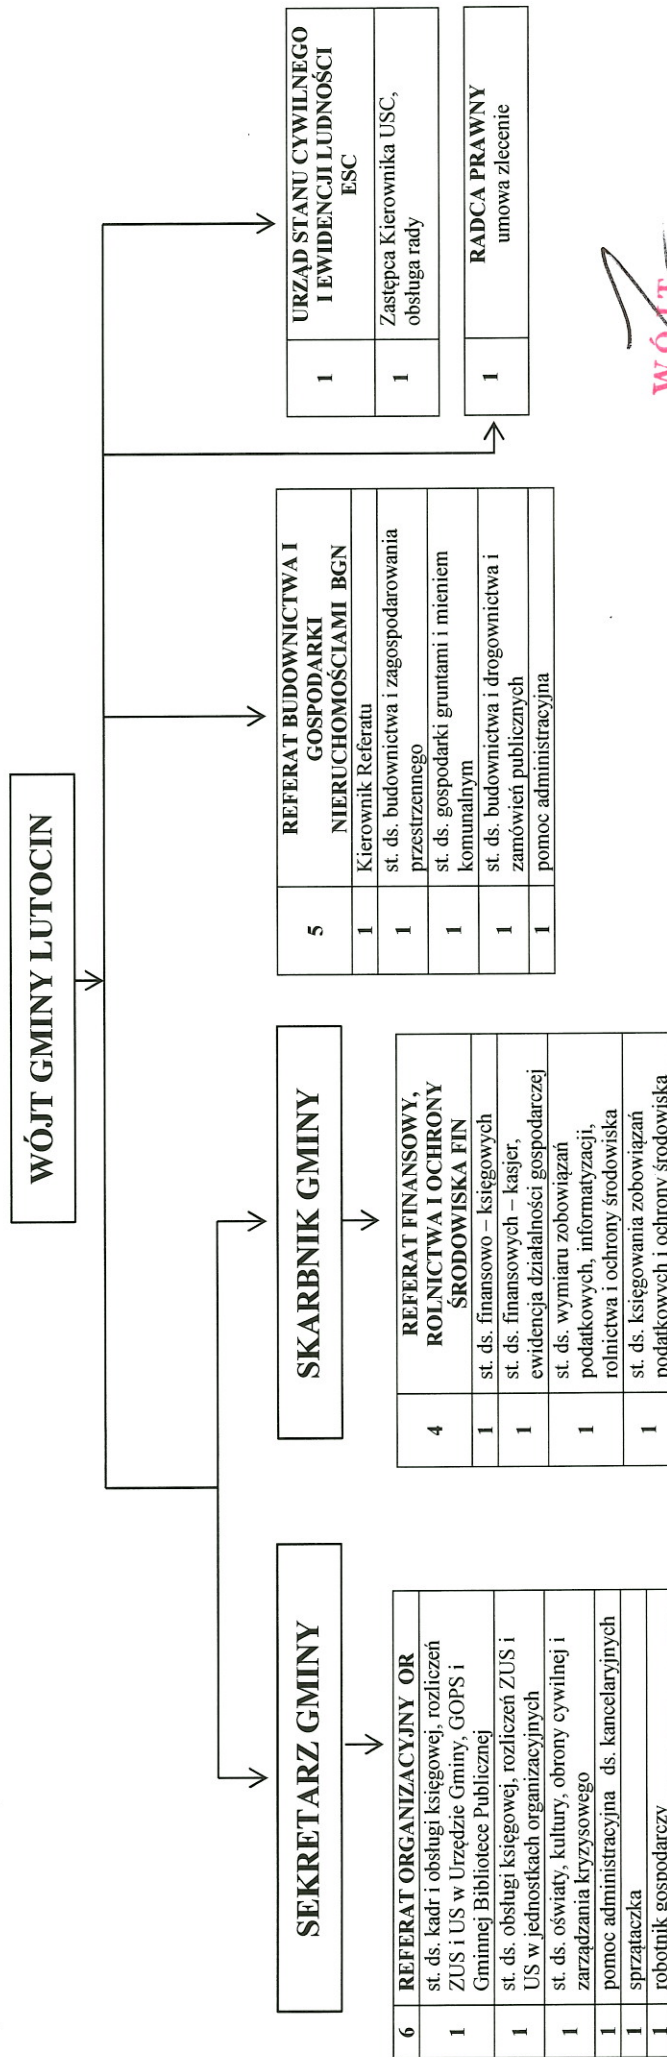 WÓJT GMINY LUTOCIN
SEKRETARZ GMINY
6 REFERAT ORGANIZACYJNY OR
1 st. ds. kadr i obsługi księgowej, rozliczeń
ZUS i US w Urzędzie Gminy, GOPS i
Gminnej Bibliotece Publicznej
1 st. ds. obsługi księgowej, rozliczeń ZUS i
US w jednostkach organizacyjnych
1 st. ds. oświaty, kultury, obrony cywilnej i
zarządzania kryzysowego
1 pomoc administracyjna ds. kancelaryjnych
1 sprzątaczka
1 robotnik gospodarczy
SKARBNIK GMINY
4 REFERAT FINANSOWY,
ROLNICTWA I OCHRONY
ŚRODOWISKA FIN
1 st. ds. finansowo – księgowych
1 st. ds. finansowych – kasjer,
ewidencja działalności gospodarczej
1 st. ds. wymiaru zobowiązań
podatkowych, informatyzacji,
rolnictwa i ochrony środowiska
1 st. ds. księgowania zobowiązań
podatkowych i ochrony środowiska
5 REFERAT BUDOWNICTWA I
GOSPODARKI
NIERUCHOMOŚCIAMI BGN
1 Kierownik Referatu
1 st. ds. budownictwa i zagospodarowania
przestrzennego
1 st. ds. gospodarki gruntami i mieniem
komunalnym
1 st. ds. budownictwa i drogownictwa i
zamówień publicznych
1 pomoc administracyjna
1 URZĄD STANU CYWILNEGO
I EWIDENCJI LUDNOŚCI
ESC
1 Zastępca Kierownika USC,
obsługa rady
1 RADCA PRAWNY
umowa zlecenie
WÓJT